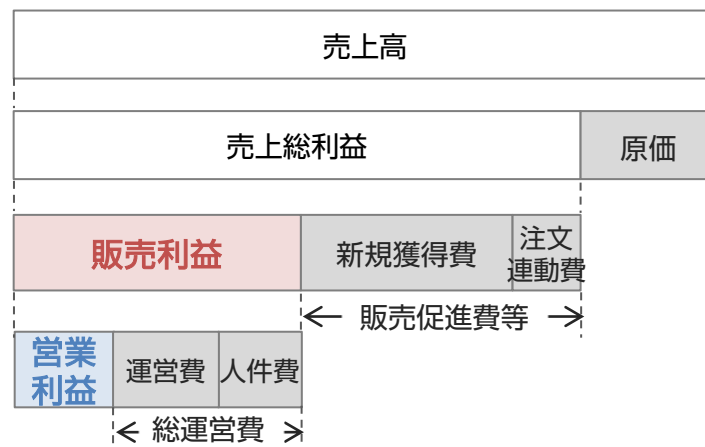 売上高
売上総利益
原価
販売利益
新規獲得費
注文
連動費
販売促進費等
営業
利益
運営費
人件費
総運営費